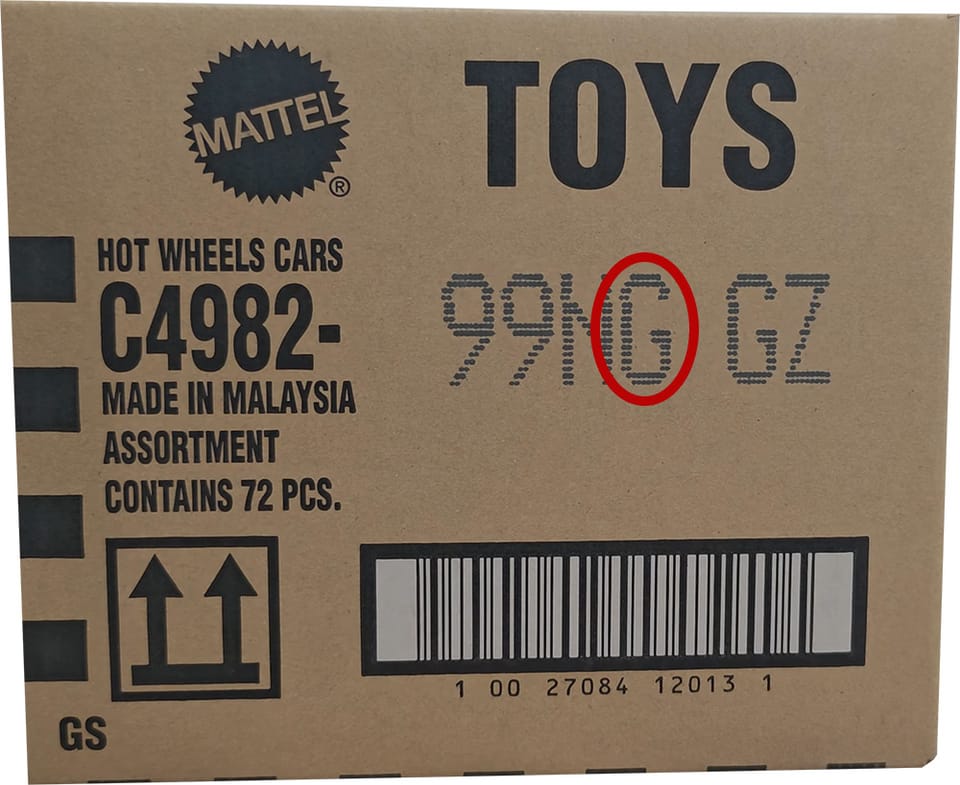 MATTEL
®
TOYS
HOT WHEELS CARS
C4982-
99NG GZ
MADE IN MALAYSIA
ASSORTMENT
CONTAINS 72 PCS.
1 00 27084 12013 1
GS